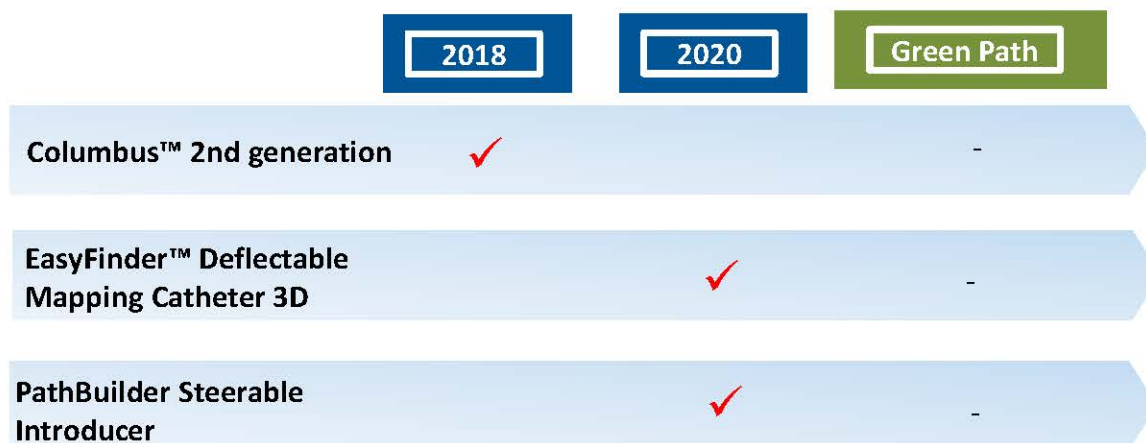 2018 2020 Green Path
Columbus™ 2nd generation -
EasyFinder™ Deflectable
Mapping Catheter 3D -
PathBuilder Steerable
Introducer -